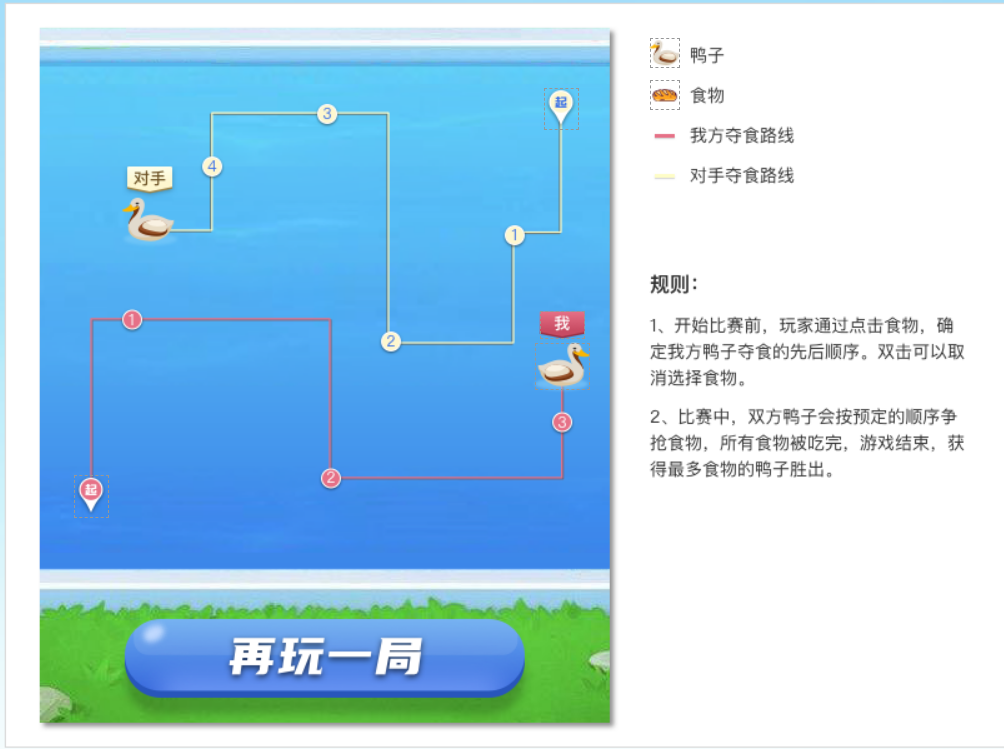 起
3
4
对手
1
2
1
我
3
2
起
再玩一局
鸭子
食物
我方夺食路线
对手夺食路线
规则：
1、开始比赛前，玩家通过点击食物，确
定我方鸭子夺食的先后顺序。双击可以取
消选择食物。
2、比赛中，双方鸭子会按预定的顺序争
抢食物，所有食物被吃完，游戏结束，获
得最多食物的鸭子胜出。